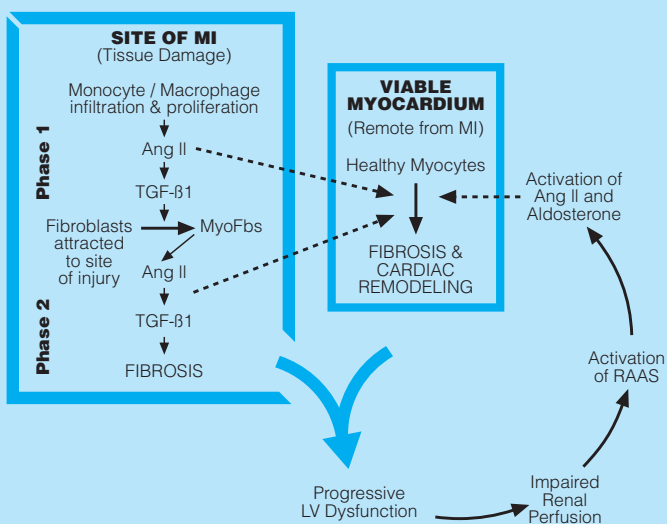 SITE OF MI
(Tissue Damage)
Monocyte / Macrophage
infiltration & proliferation
Phase 1
Ang II
TGF-ß1
Fibroblasts
attracted
to site
of injury
MyoFbs
Ang II
Phase 2
TGF-ß1
FIBROSIS
VIABLE
MYOCARDIUM
(Remote from MI)
Healthy Myocytes
FIBROSIS &
CARDIAC
REMODELING
Activation of
Ang II and
Aldosterone
Activation
of RAAS
Impaired
Renal
Perfusion
Progressive
LV Dysfunction